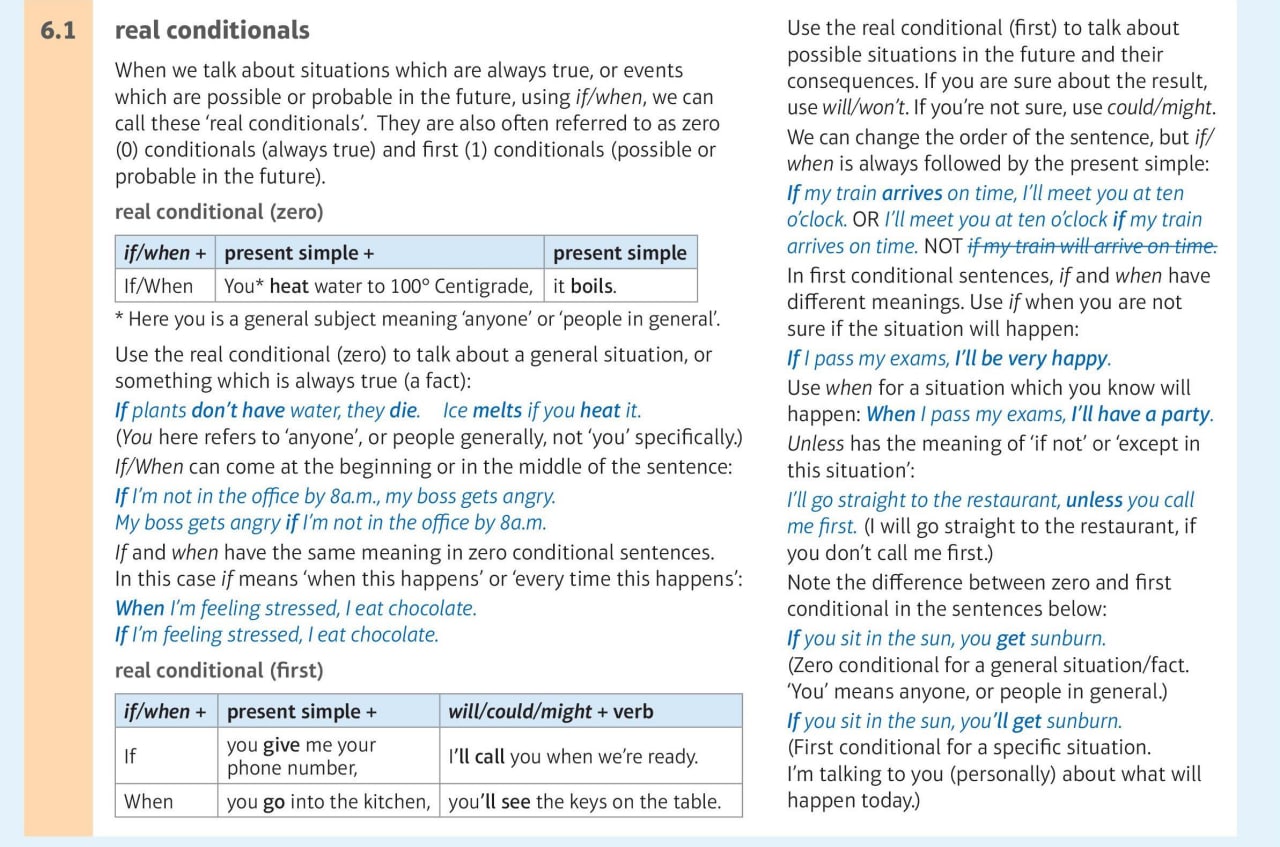 6.1
real conditionals
When we talk about situations which are always true, or events
which are possible or probable in the future, using if/when, we can
call these ‘real conditionals’. They are also often referred to as zero
(0) conditionals (always true) and first (1) conditionals (possible or
probable in the future).
real conditional (zero)
if/when + present simple + present simple
If/When You* heat water to 100° Centigrade, it boils.
* Here you is a general subject meaning ‘anyone’ or ‘people in general’.
Use the real conditional (zero) to talk about a general situation, or
something which is always true (a fact):
If plants don’t have water, they die. Ice melts if you heat it.
(You here refers to ‘anyone’, or people generally, not ‘you’ specifically.)
If/When can come at the beginning or in the middle of the sentence:
If I’m not in the office by 8a.m., my boss gets angry.
My boss gets angry if I’m not in the office by 8a.m.
If and when have the same meaning in zero conditional sentences.
In this case if means ‘when this happens’ or ‘every time this happens’:
When I’m feeling stressed, I eat chocolate.
If I’m feeling stressed, I eat chocolate.
real conditional (first)
if/when + present simple + will/could/might + verb
If you give me your phone number, I’ll call you when we’re ready.
When you go into the kitchen, you’ll see the keys on the table.
Use the real conditional (first) to talk about
possible situations in the future and their
consequences. If you are sure about the result,
use will/won’t. If you’re not sure, use could/might.
We can change the order of the sentence, but if/
when is always followed by the present simple:
If my train arrives on time, I’ll meet you at ten
o’clock. OR I’ll meet you at ten o’clock if my train
arrives on time. NOT if my train will arrive on time.
In first conditional sentences, if and when have
different meanings. Use if when you are not
sure if the situation will happen:
If I pass my exams, I’ll be very happy.
Use when for a situation which you know will
happen: When I pass my exams, I’ll have a party.
Unless has the meaning of ‘if not’ or ‘except in
this situation’:
I’ll go straight to the restaurant, unless you call
me first. (I will go straight to the restaurant, if
you don’t call me first.)
Note the difference between zero and first
conditional in the sentences below:
If you sit in the sun, you get sunburn.
(Zero conditional for a general situation/fact.
‘You’ means anyone, or people in general.)
If you sit in the sun, you’ll get sunburn.
(First conditional for a specific situation.
I’m talking to you (personally) about what will
happen today.)